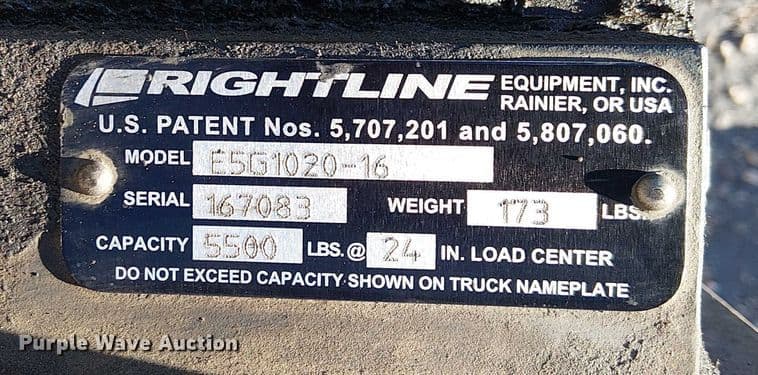 RIGHTLINE EQUIPMENT, INC.
RAINIER, OR USA
U.S. PATENT Nos. 5,707,201 and 5,807,060.
MODEL E5G1020-16
SERIAL 167083 WEIGHT 173 LBS.
CAPACITY 5500 LBS.@ 24 IN. LOAD CENTER
DO NOT EXCEED CAPACITY SHOWN ON TRUCK NAMEPLATE
Purple Wave Auction